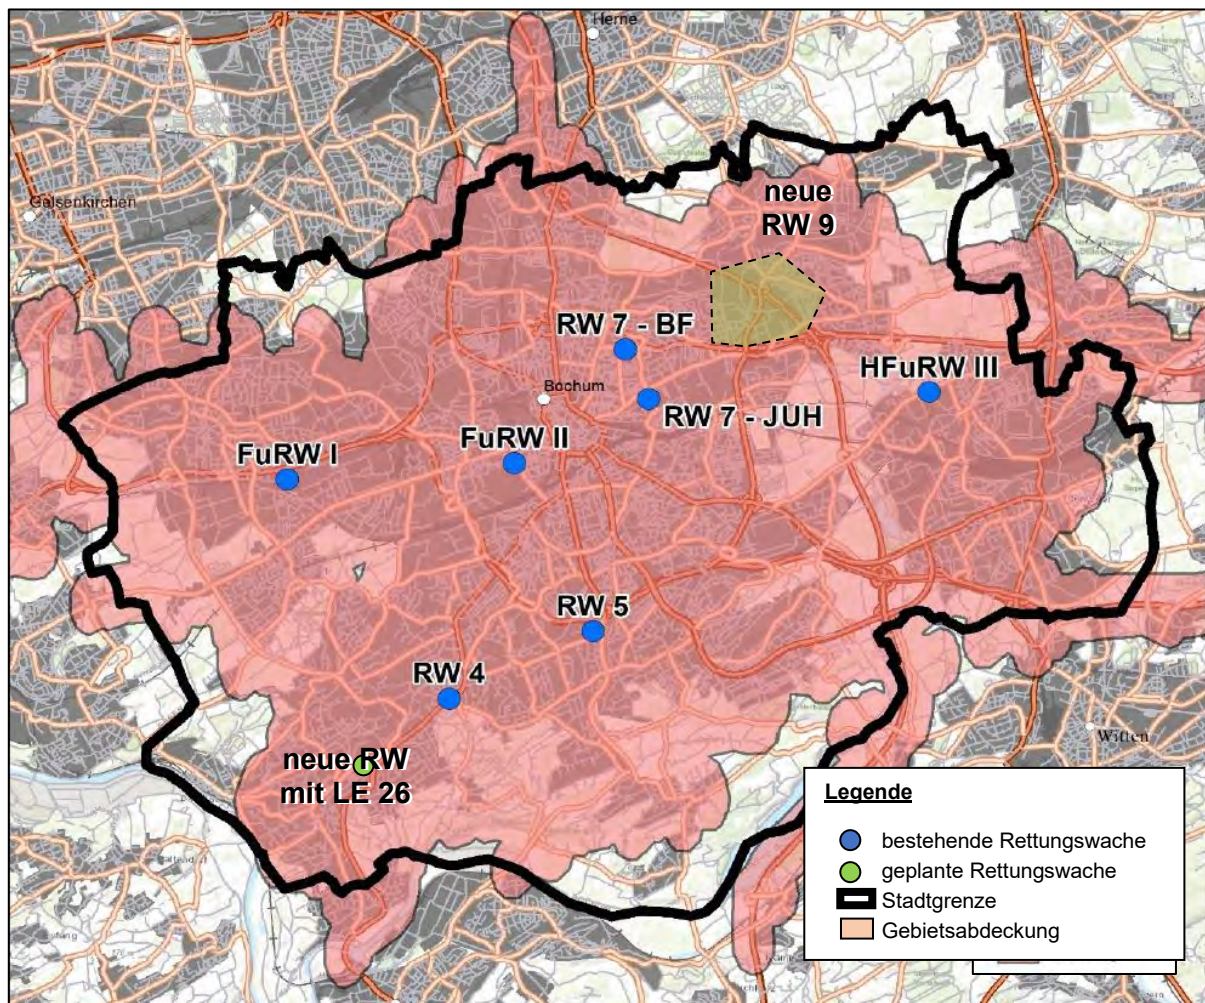 Herne
Gelsenkirchen
neue
RW 9
RW 7 - BF
Bochum
HFuRW III
RW 7 - JUH
FuRW II
FuRW I
RW 5
RW 4
Witten
neue RW
mit LE 26
Legende
bestehende Rettungswache
geplante Rettungswache
Stadtgrenze
Gebietsabdeckung